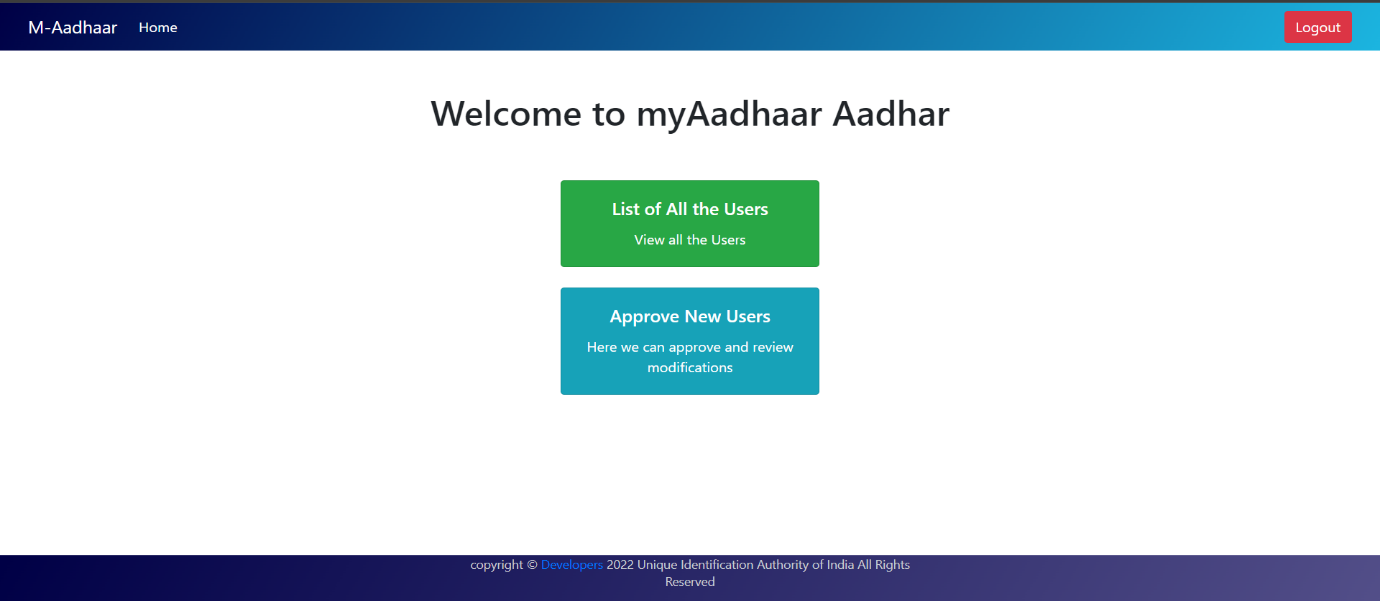 M-Aadhaar Home Logout
Welcome to myAadhaar Aadhar
List of All the Users
View all the Users
Approve New Users
Here we can approve and review
modifications
copyright © Developers 2022 Unique Identification Authority of India All Rights
Reserved